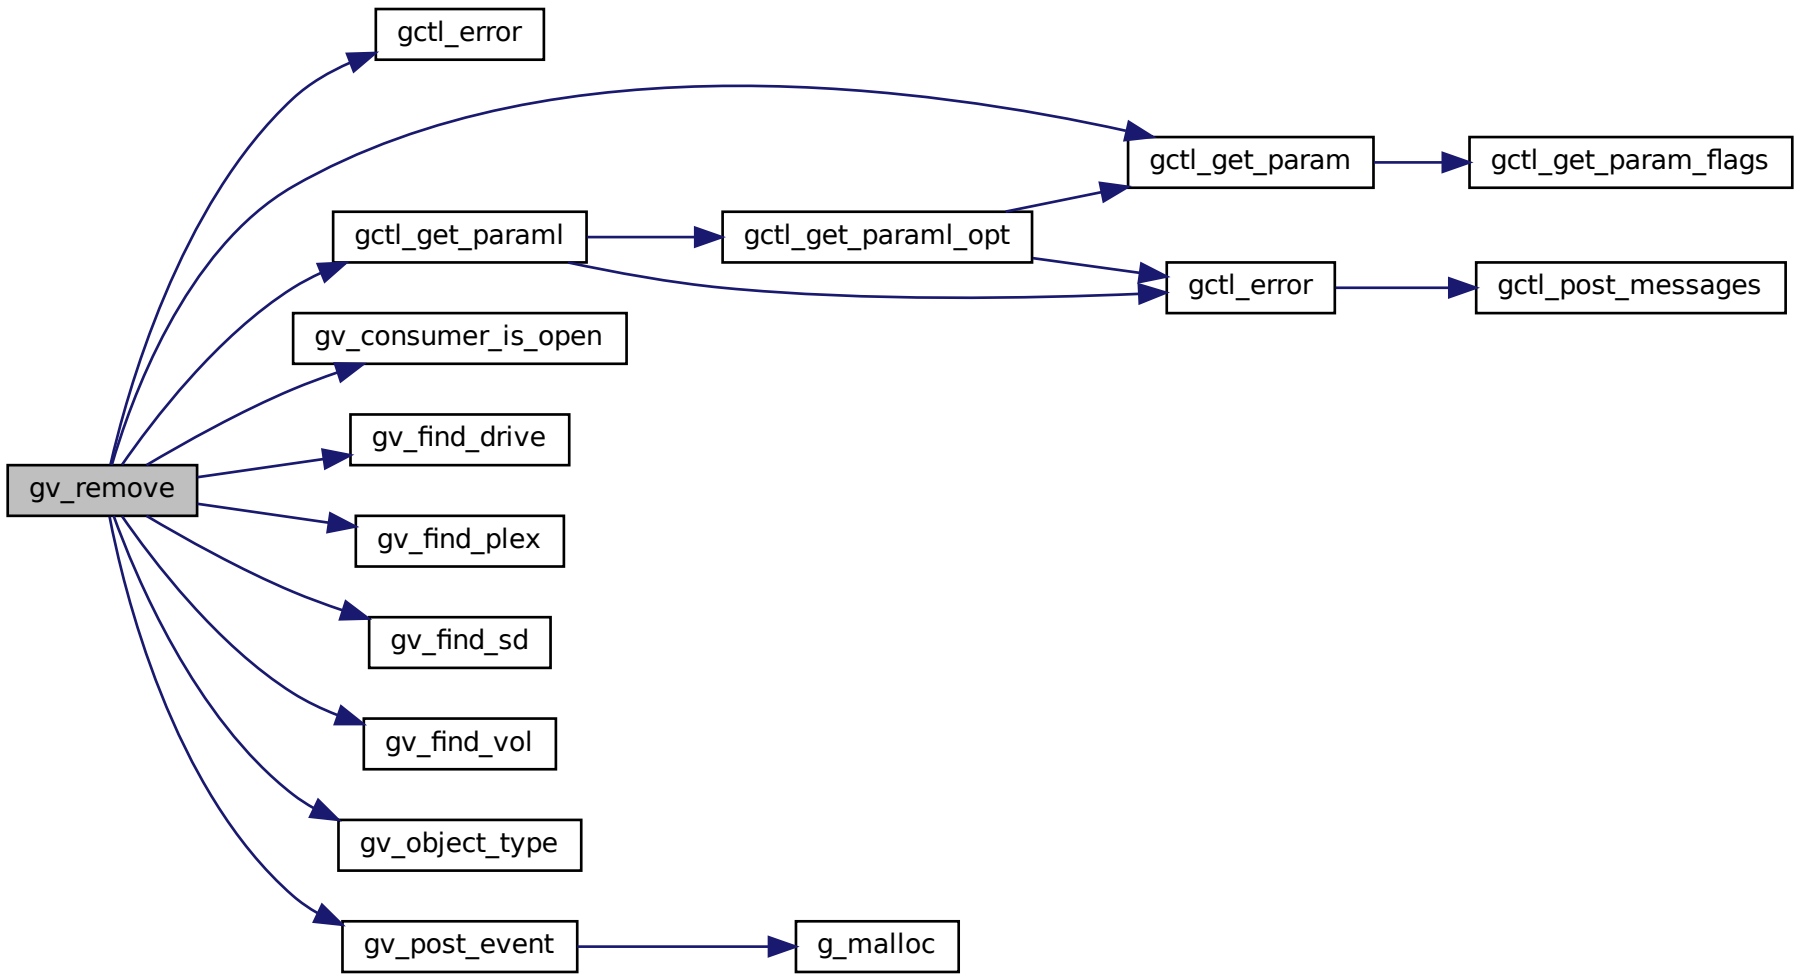 gctl_error
gctl_get_param
gctl_get_param_flags
gctl_get_paraml
gctl_get_paraml_opt
gctl_error
gctl_post_messages
gv_consumer_is_open
gv_find_drive
gv_remove
gv_find_plex
gv_find_sd
gv_find_vol
gv_object_type
gv_post_event
g_malloc